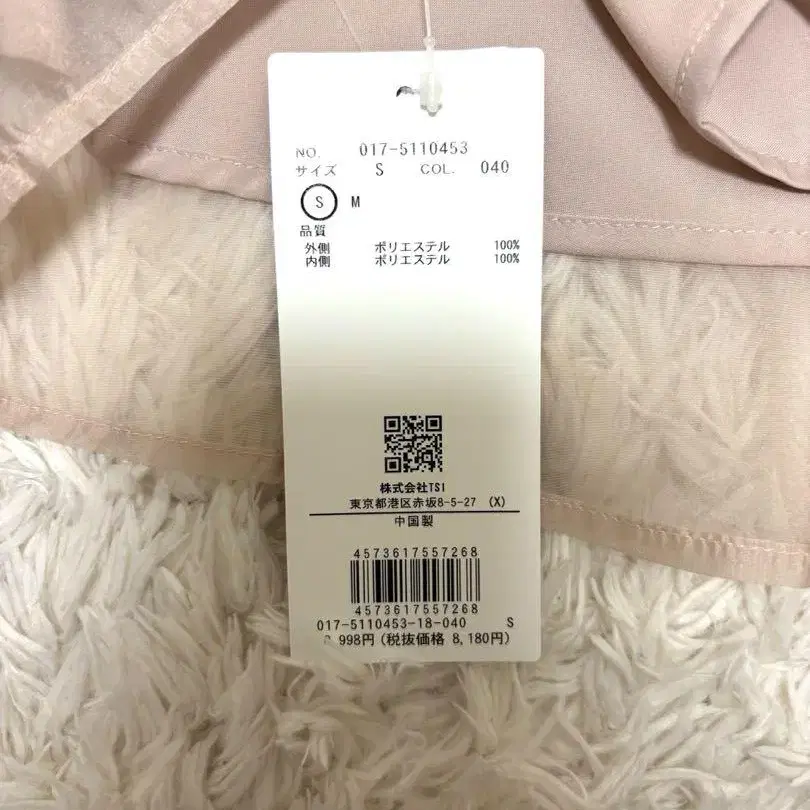 NO. 017-5110453
サイズ S COL. 040
S M
品質
外側 ポリエステル 100%
内側 ポリエステル 100%
株式会社TSI
東京都港区赤坂8-5-27 (X)
中国製
4573617557268
4573617557268
017-5110453-18-040 S
8,998円(税抜価格 8,180円)